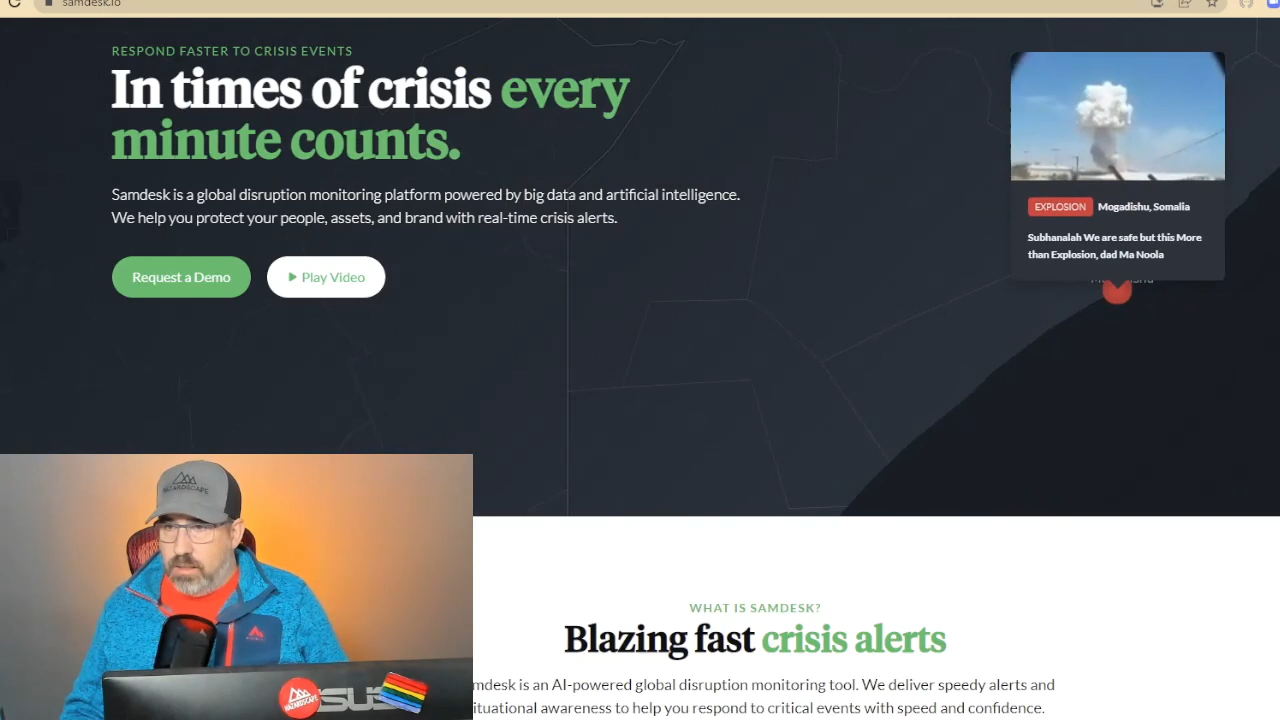 samdesk.io
RESPOND FASTER TO CRISIS EVENTS
In times of crisis every
minute counts.
Samdesk is a global disruption monitoring platform powered by big data and artificial intelligence.
We help you protect your people, assets, and brand with real-time crisis alerts.
Request a Demo
Play Video
EXPLOSION Mogadishu, Somalia
Subhanalah We are safe but this More
than Explosion, dad Ma Noola
HAZARDSCAPE
HAZARDSCAPE
WHAT IS SAMDESK?
Blazing fast crisis alerts
mdesk is an AI-powered global disruption monitoring tool. We deliver speedy alerts and
ituational awareness to help you respond to critical events with speed and confidence.